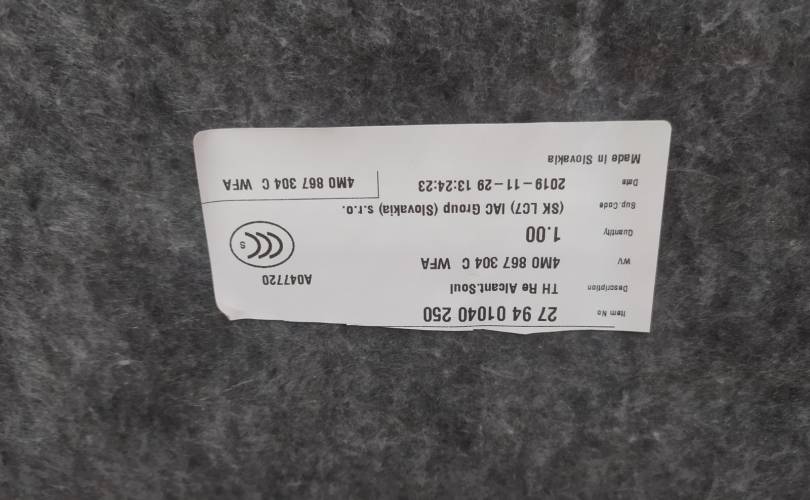 Item No 27 94 01040 250
Description TH Re Alcant.Soul
A047720
WV 4M0 867 304 C WFA
Quantity 1.00
CCC S
Sup.Code (SK LC7) IAC Group (Slovakia) s.r.o.
Date 2019-11-29 13:24:23
4M0 867 304 C WFA
Made in Slovakia